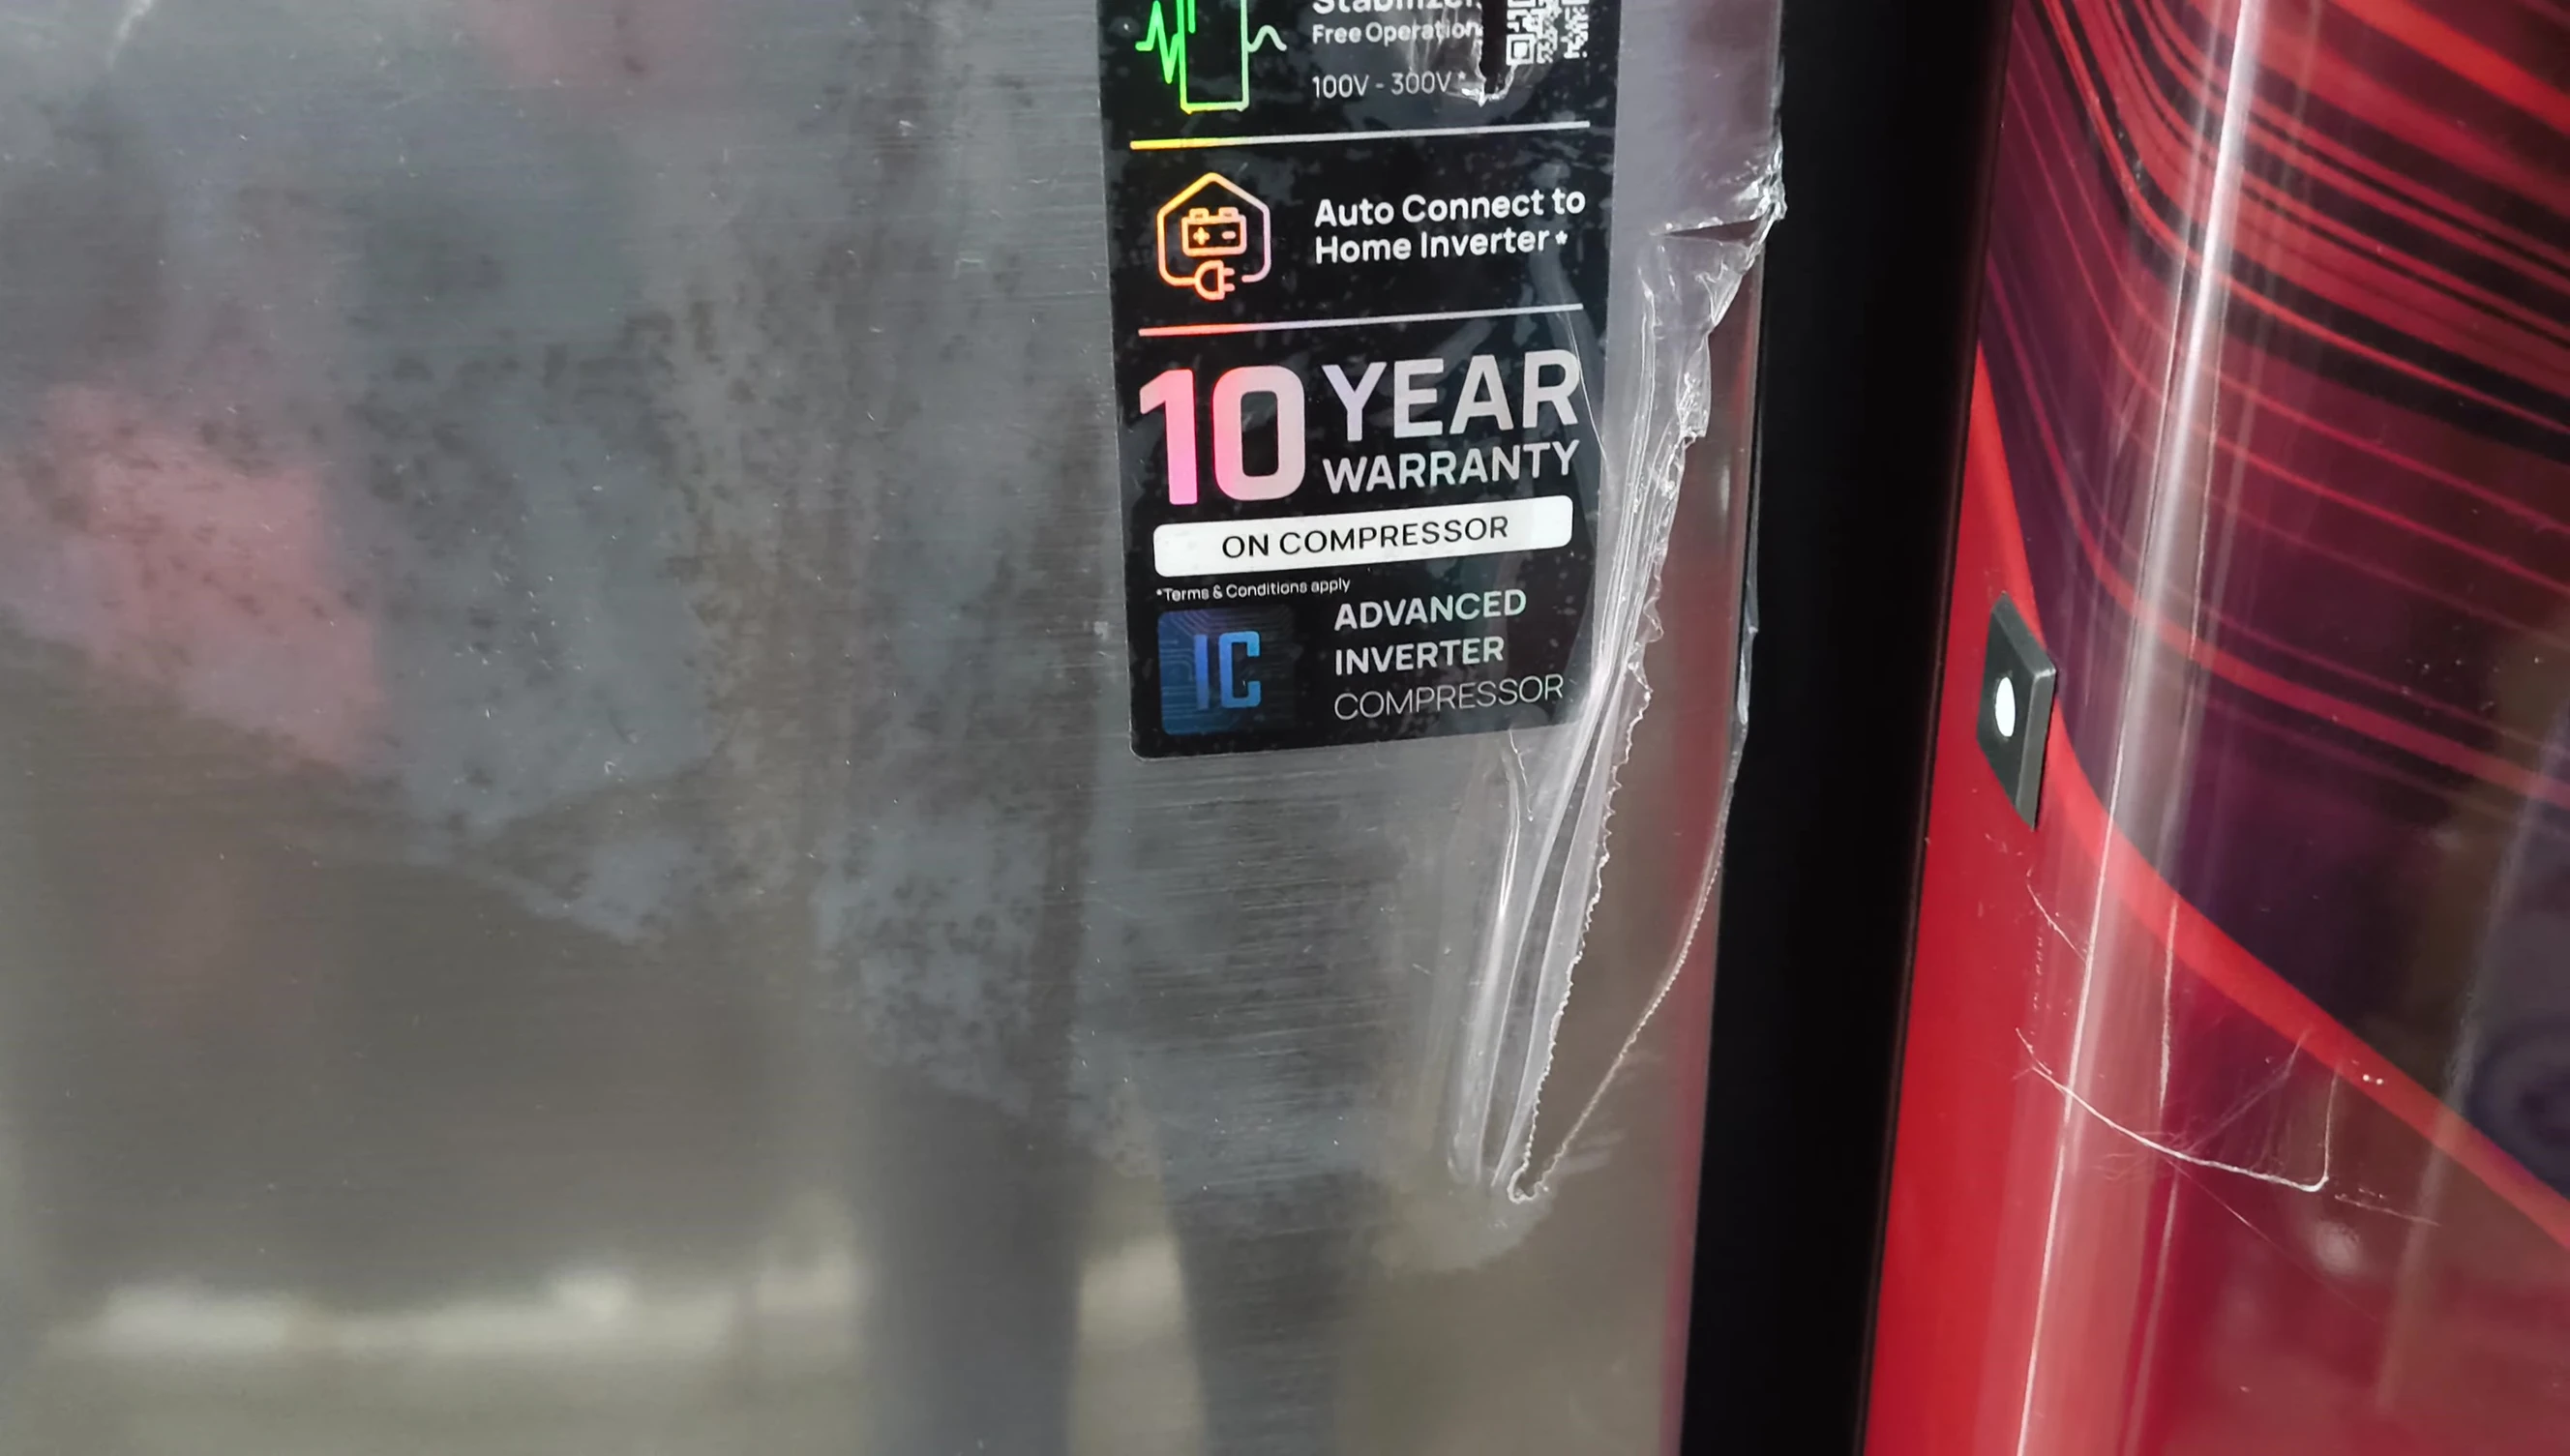 Stabilizer
Free Operation
100V - 300V*
Auto Connect to
Home Inverter*
10 YEAR
WARRANTY
ON COMPRESSOR
*Terms & Conditions apply
IC
ADVANCED
INVERTER
COMPRESSOR